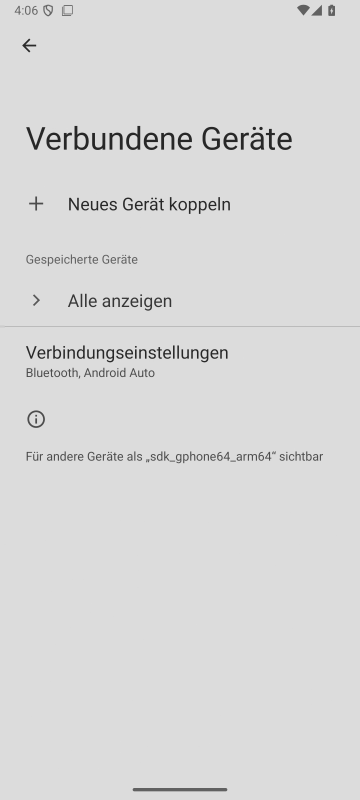 4:06
Verbundene Geräte
Neues Gerät koppeln
Gespeicherte Geräte
Alle anzeigen
Verbindungseinstellungen
Bluetooth, Android Auto
Für andere Geräte als „sdk_gphone64_arm64“ sichtbar